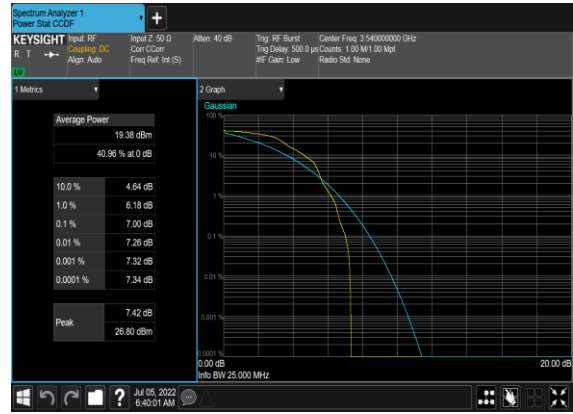 Spectrum Analyzer 1
Power Stat CCDF
KEYSIGHT
R T
LW
Input: RF
Coupling: DC
Align: Auto
Input Z: 50 Ω
Corr CCorr
Freq Ref: Int (S)
Atten: 40 dB
Trig: RF Burst
Trig Delay: 500.0 µs
#IF Gain: Low
Center Freq: 3.540000000 GHz
Counts: 1.00 M/1.00 Mpt
Radio Std: None
1 Metrics
Average Power
19.38 dBm
40.96 % at 0 dB
10.0 % 4.64 dB
1.0 % 6.18 dB
0.1 % 7.00 dB
0.01 % 7.26 dB
0.001 % 7.32 dB
0.0001 % 7.34 dB
Peak
7.42 dB
26.80 dBm
2 Graph
Gaussian
100 %
10 %
1 %
0.1 %
0.01 %
0.001 %
0.0001 %
0.00 dB
20.00 dB
Info BW 25.000 MHz
?
Jul 05, 2022
6:40:01 AM